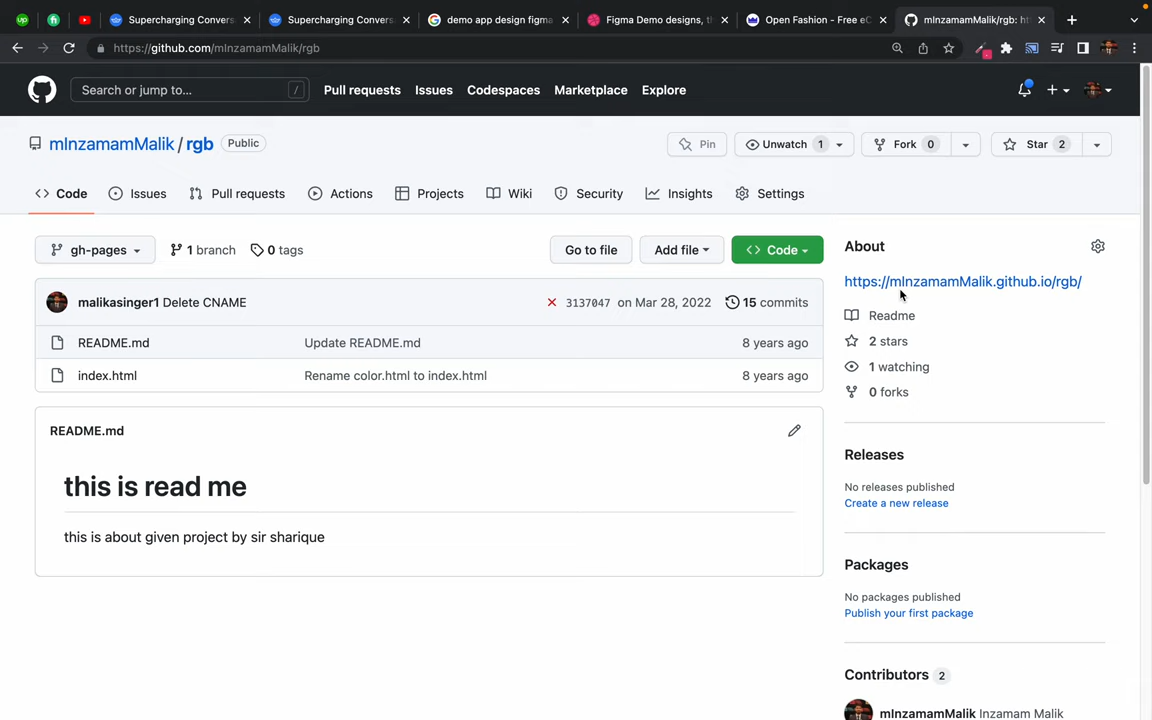 up
fi
Supercharging Convers
Supercharging Convers
demo app design figma
Figma Demo designs, th
Open Fashion - Free eC
mInzamamMalik/rgb: ht
https://github.com/mInzamamMalik/rgb
Search or jump to...
/
Pull requests
Issues
Codespaces
Marketplace
Explore
mInzamamMalik / rgb
Public
Pin
Unwatch 1
Fork 0
Star 2
Code
Issues
Pull requests
Actions
Projects
Wiki
Security
Insights
Settings
gh-pages
1 branch
0 tags
Go to file
Add file
Code
malikasinger1 Delete CNAME
3137047 on Mar 28, 2022
15 commits
README.md
Update README.md
8 years ago
index.html
Rename color.html to index.html
8 years ago
README.md
this is read me
this is about given project by sir sharique
About
https://mInzamamMalik.github.io/rgb/
Readme
2 stars
1 watching
0 forks
Releases
No releases published
Create a new release
Packages
No packages published
Publish your first package
Contributors 2
mInzamamMalik Inzamam Malik